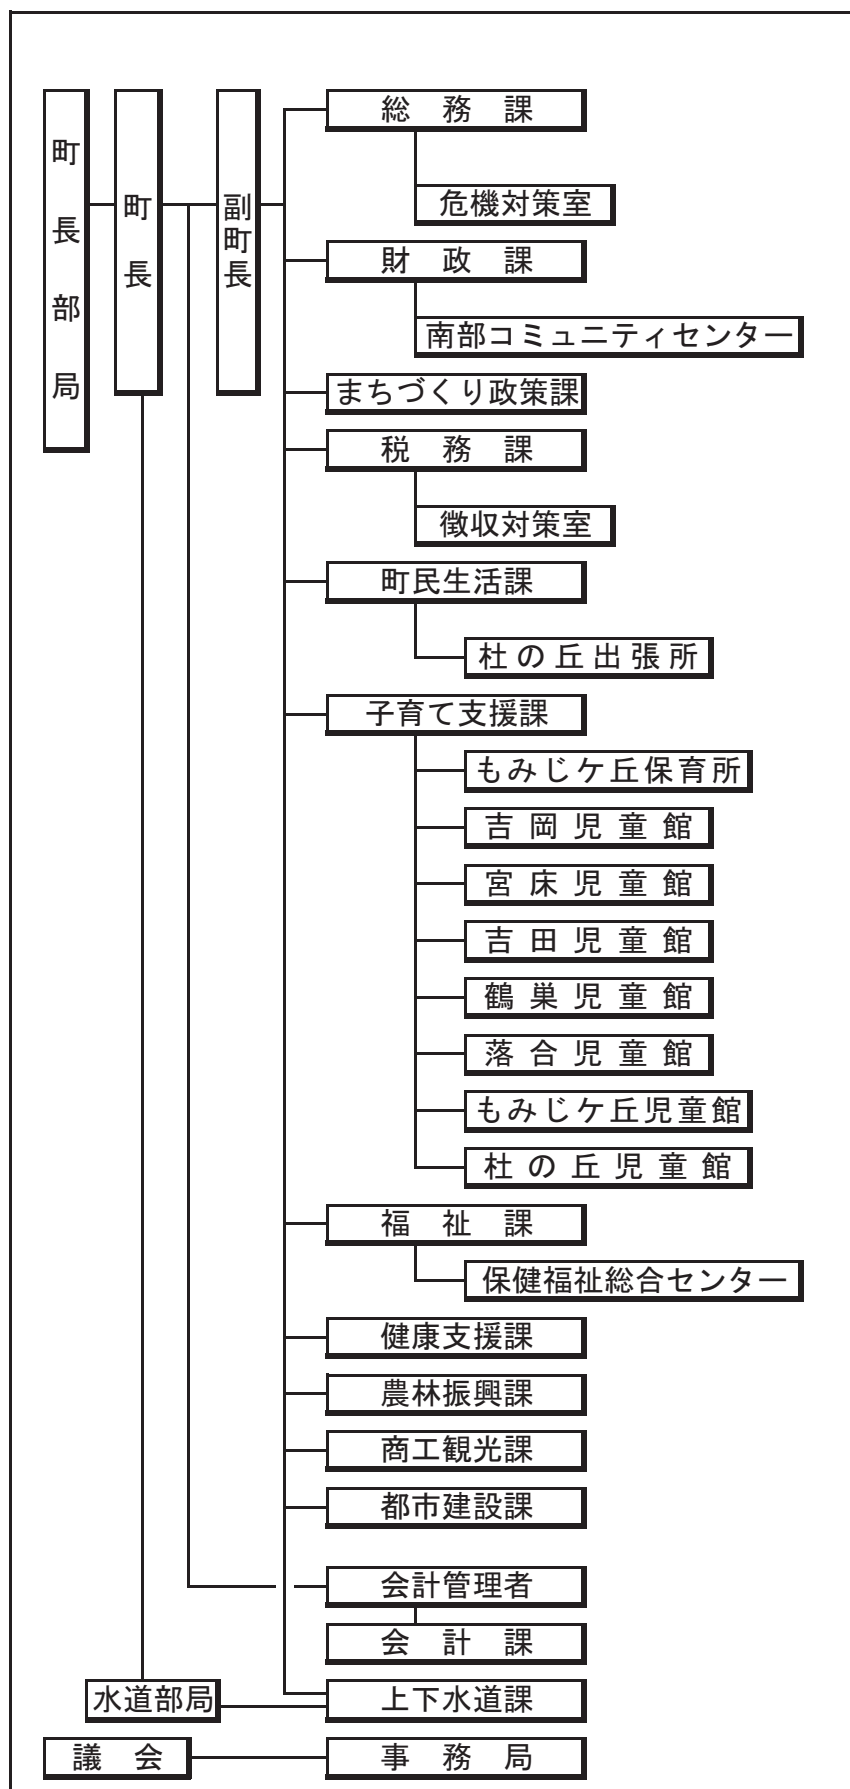 町長部局
町長
副町長
総務課
危機対策室
財政課
南部コミュニティセンター
まちづくり政策課
税務課
徴収対策室
町民生活課
杜の丘出張所
子育て支援課
もみじケ丘保育所
吉岡児童館
宮床児童館
吉田児童館
鶴巣児童館
落合児童館
もみじケ丘児童館
杜の丘児童館
福祉課
保健福祉総合センター
健康支援課
農林振興課
商工観光課
都市建設課
会計管理者
会計課
水道部局
上下水道課
議会
事務局